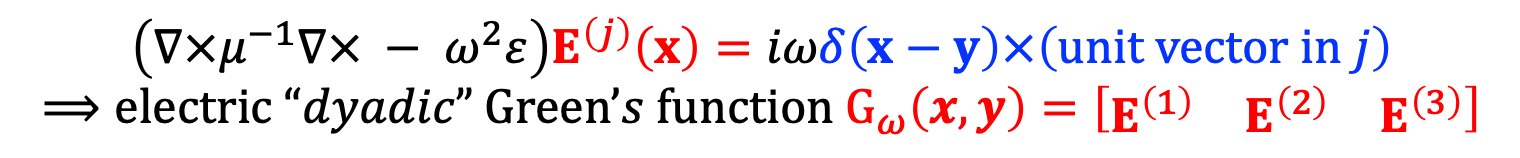 (∇×μ⁻¹∇× − ω²ε)𝐄⁽ʲ⁾(𝐱) = iωδ(𝐱 − 𝐲)×(unit vector in j)
⟹ electric “dyadic” Green’s function G_ω(𝒙, 𝒚) = [𝐄⁽¹⁾ 𝐄⁽²⁾ 𝐄⁽³⁾]